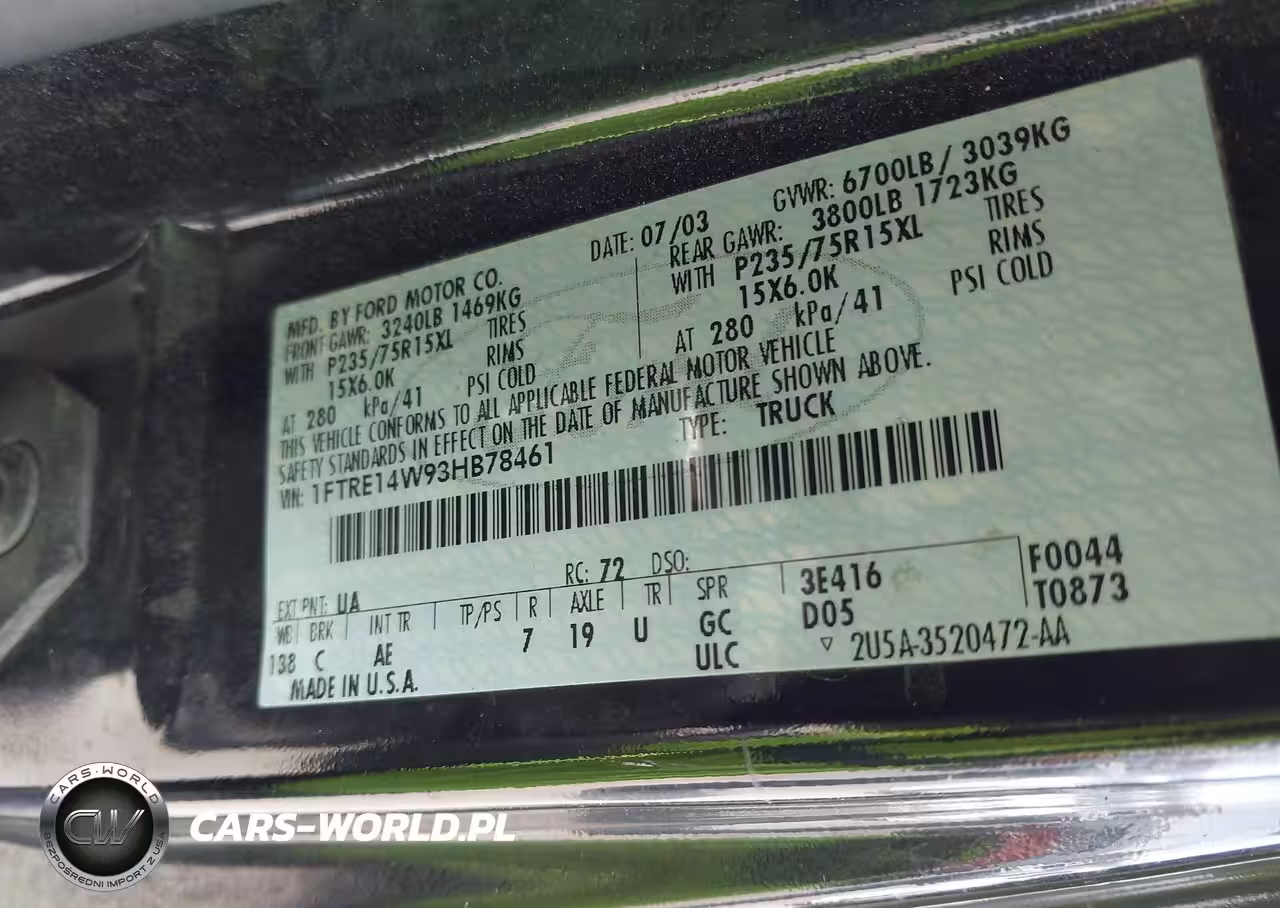 MFD. BY FORD MOTOR CO.
DATE: 07/03
GVWR: 6700LB/ 3039KG
FRONT GAWR: 3240LB 1469KG
WITH P235/75R15XL TIRES
15X6.0K RIMS
AT 280 kPa/41 PSI COLD
REAR GAWR: 3800LB 1723KG
WITH P235/75R15XL TIRES
15X6.0K RIMS
AT 280 kPa/41 PSI COLD
THIS VEHICLE CONFORMS TO ALL APPLICABLE FEDERAL MOTOR VEHICLE
SAFETY STANDARDS IN EFFECT ON THE DATE OF MANUFACTURE SHOWN ABOVE.
VIN: 1FTRE14W93HB78461
TYPE: TRUCK
EXT PNT: UA RC: 72 DSO:
WB BRK INT TR TP/PS R AXLE TR SPR 3E416 F0044
138 C AE 7 19 U GC D05 T0873
ULC ▽ 2U5A-3520472-AA
MADE IN U.S.A.
CARS-WORLD
CW
BEZPOŚREDNI IMPORT Z USA
CARS-WORLD.PL